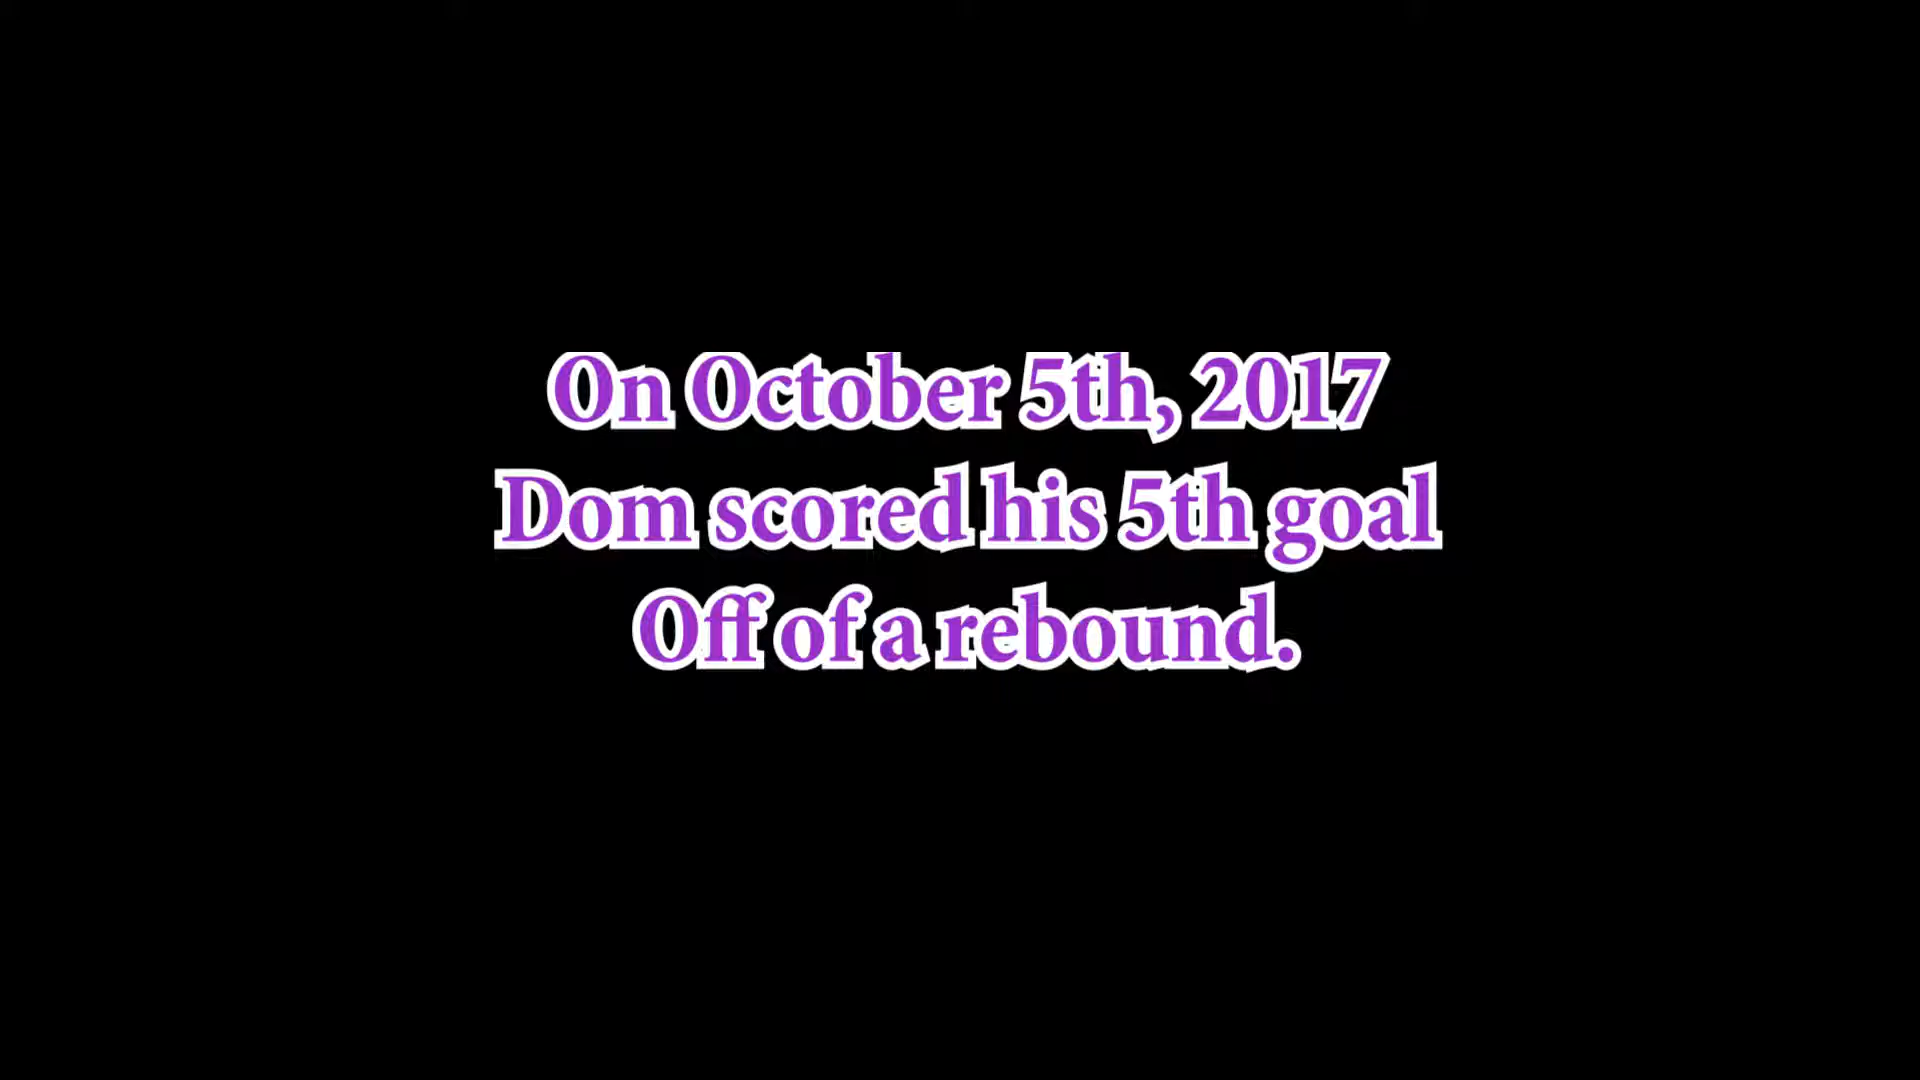 On October 5th, 2017
Dom scored his 5th goal
Off of a rebound.